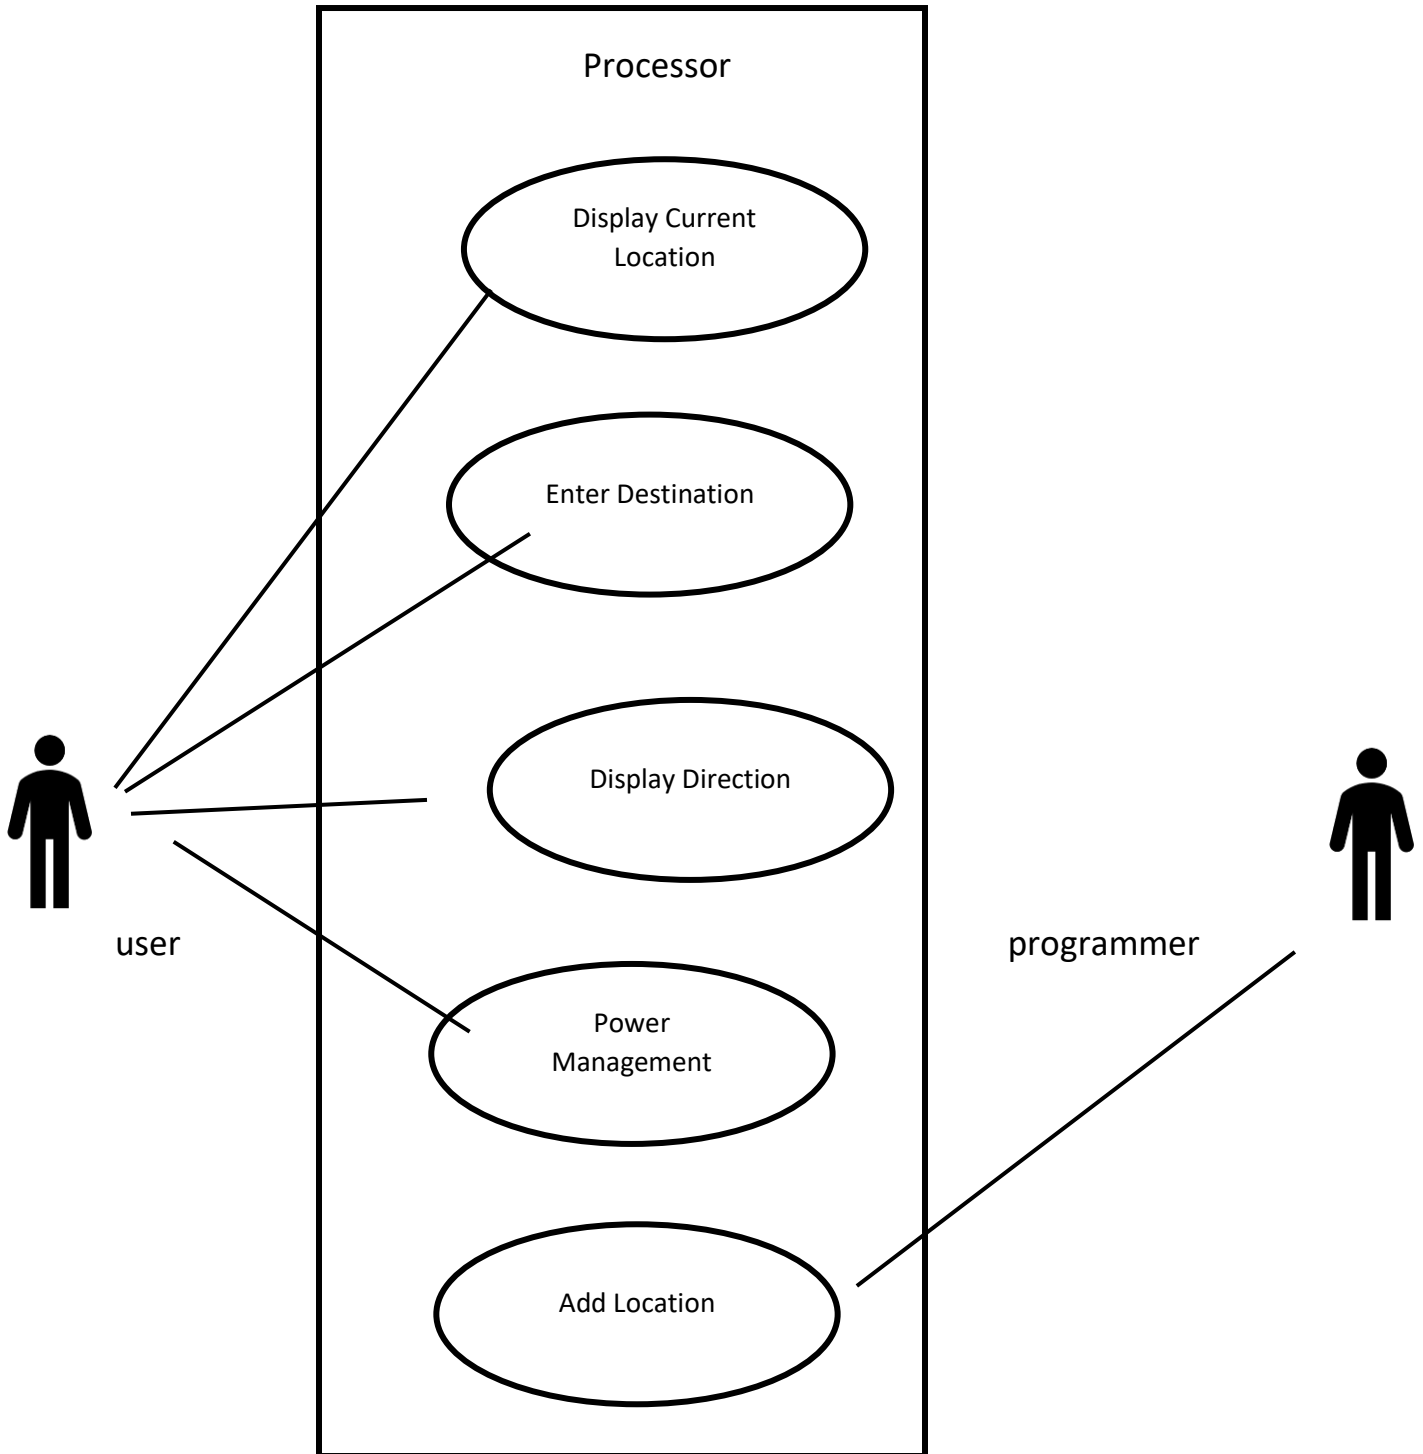 Processor
Display Current
Location
Enter Destination
Display Direction
user
programmer
Power
Management
Add Location